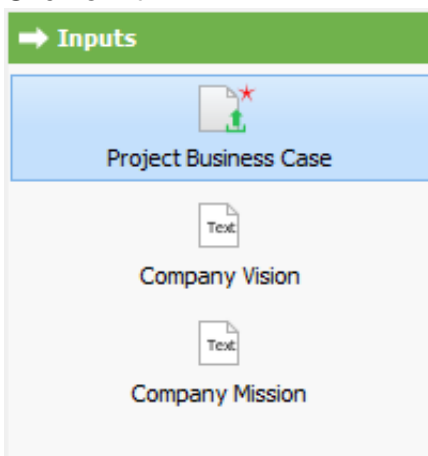 Inputs
Project Business Case
Text
Company Vision
Text
Company Mission